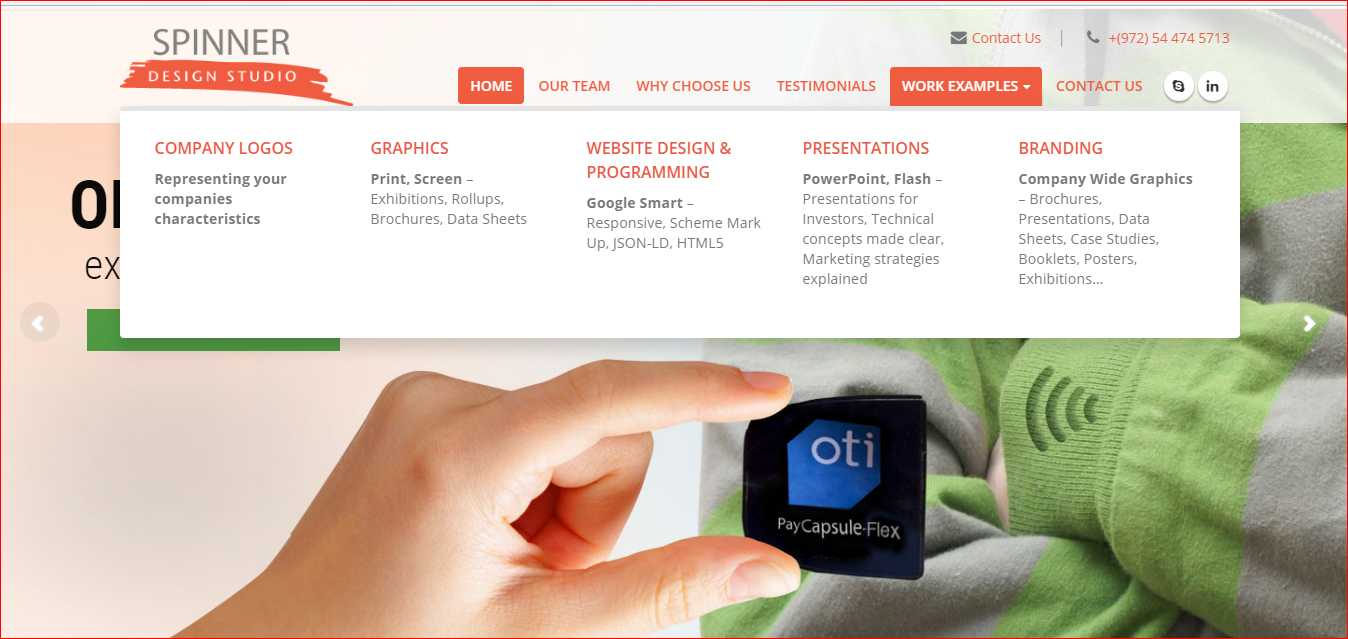 SPINNER
DESIGN STUDIO
Contact Us
+(972) 54 474 5713
HOME OUR TEAM WHY CHOOSE US TESTIMONIALS WORK EXAMPLES CONTACT US
COMPANY LOGOS
Representing your
companies
characteristics
GRAPHICS
Print, Screen –
Exhibitions, Rollups,
Brochures, Data Sheets
WEBSITE DESIGN &
PROGRAMMING
Google Smart –
Responsive, Scheme Mark
Up, JSON-LD, HTML5
PRESENTATIONS
PowerPoint, Flash –
Presentations for
Investors, Technical
concepts made clear,
Marketing strategies
explained
BRANDING
Company Wide Graphics
– Brochures,
Presentations, Data
Sheets, Case Studies,
Booklets, Posters,
Exhibitions...
ex
oti
PayCapsule-Flex